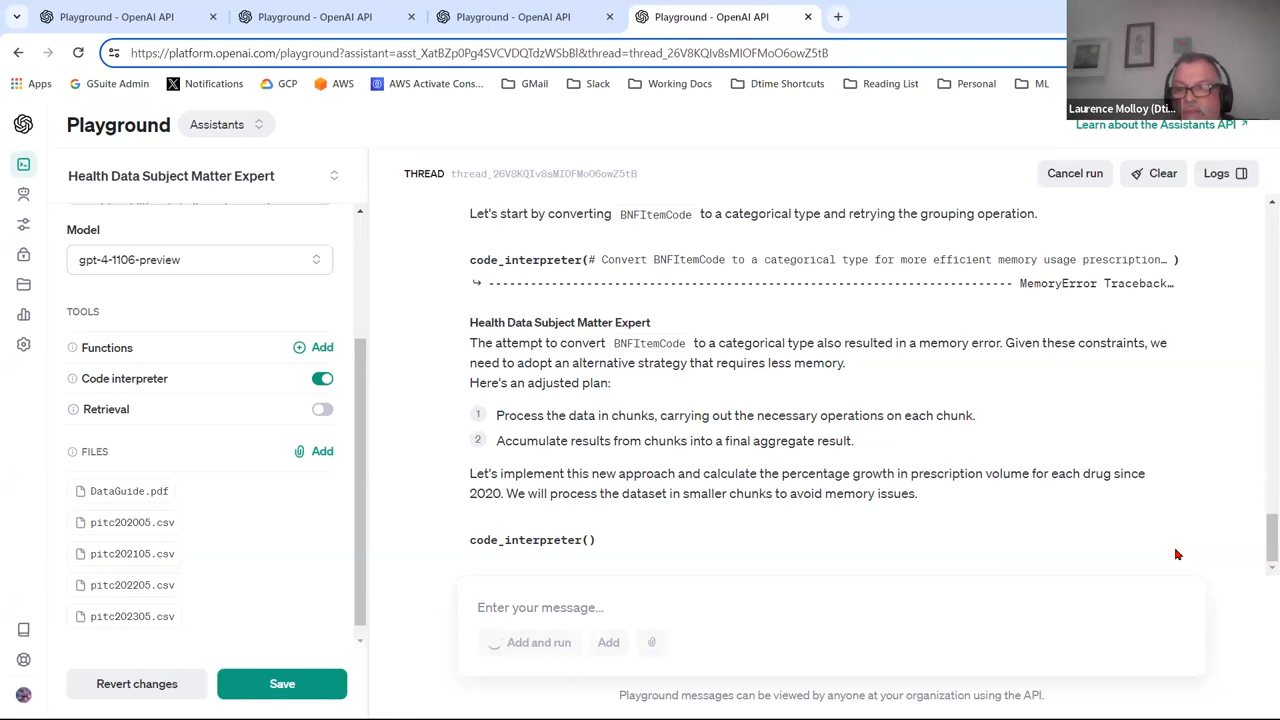 Playground - OpenAI API
Playground - OpenAI API
Playground - OpenAI API
Playground - OpenAI API
https://platform.openai.com/playground?assistant=asst_XatBZp0Pg4SVCVDQTdzWSbBl&thread=thread_26V8KQIv8sMIOFMoO6owZ5tB
Apps
GSuite Admin
Notifications
GCP
AWS
AWS Activate Cons...
GMail
Slack
Working Docs
Dtime Shortcuts
Reading List
Personal
ML
Laurence Molloy (Dti...
Playground
Assistants
Learn about the Assistants API
Health Data Subject Matter Expert
Model
gpt-4-1106-preview
TOOLS
Functions
Add
Code interpreter
Retrieval
FILES
Add
DataGuide.pdf
pitc202005.csv
pitc202105.csv
pitc202205.csv
pitc202305.csv
Revert changes
Save
THREAD thread_26V8KQIv8sMIOFMoO6owZ5tB
Cancel run
Clear
Logs
Let's start by converting BNFItemCode to a categorical type and retrying the grouping operation.
code_interpreter(# Convert BNFItemCode to a categorical type for more efficient memory usage prescription… )
--------------------------------------------------------------------------- MemoryError Traceback…
Health Data Subject Matter Expert
The attempt to convert BNFItemCode to a categorical type also resulted in a memory error. Given these constraints, we
need to adopt an alternative strategy that requires less memory.
Here's an adjusted plan:
1 Process the data in chunks, carrying out the necessary operations on each chunk.
2 Accumulate results from chunks into a final aggregate result.
Let's implement this new approach and calculate the percentage growth in prescription volume for each drug since
2020. We will process the dataset in smaller chunks to avoid memory issues.
code_interpreter()
Enter your message...
Add and run
Add
Playground messages can be viewed by anyone at your organization using the API.